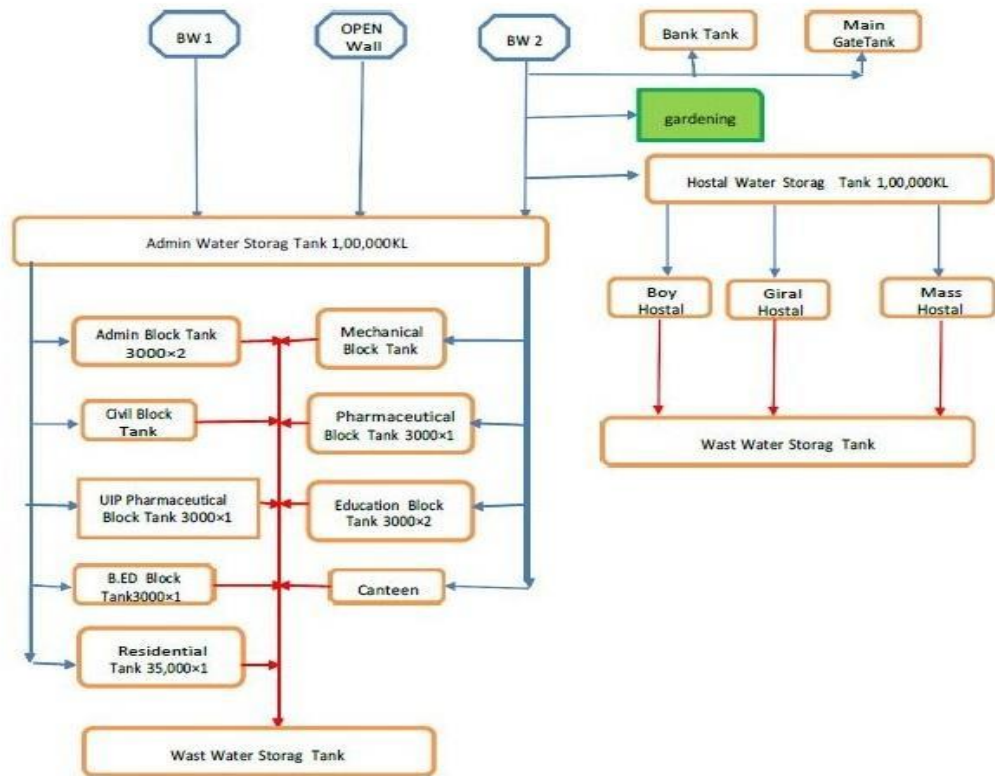 BW 1
OPEN
Wall
BW 2
Bank Tank
Main
GateTank
gardening
Hostal Water Storag Tank 1,00,000KL
Admin Water Storag Tank 1,00,000KL
Boy
Hostal
Giral
Hostal
Mass
Hostal
Admin Block Tank
3000×2
Mechanical
Block Tank
Civil Block
Tank
Pharmaceutical
Block Tank 3000×1
Wast Water Storag Tank
UIP Pharmaceutical
Block Tank 3000×1
Education Block
Tank 3000×2
B.ED Block
Tank3000×1
Canteen
Residential
Tank 35,000×1
Wast Water Storag Tank